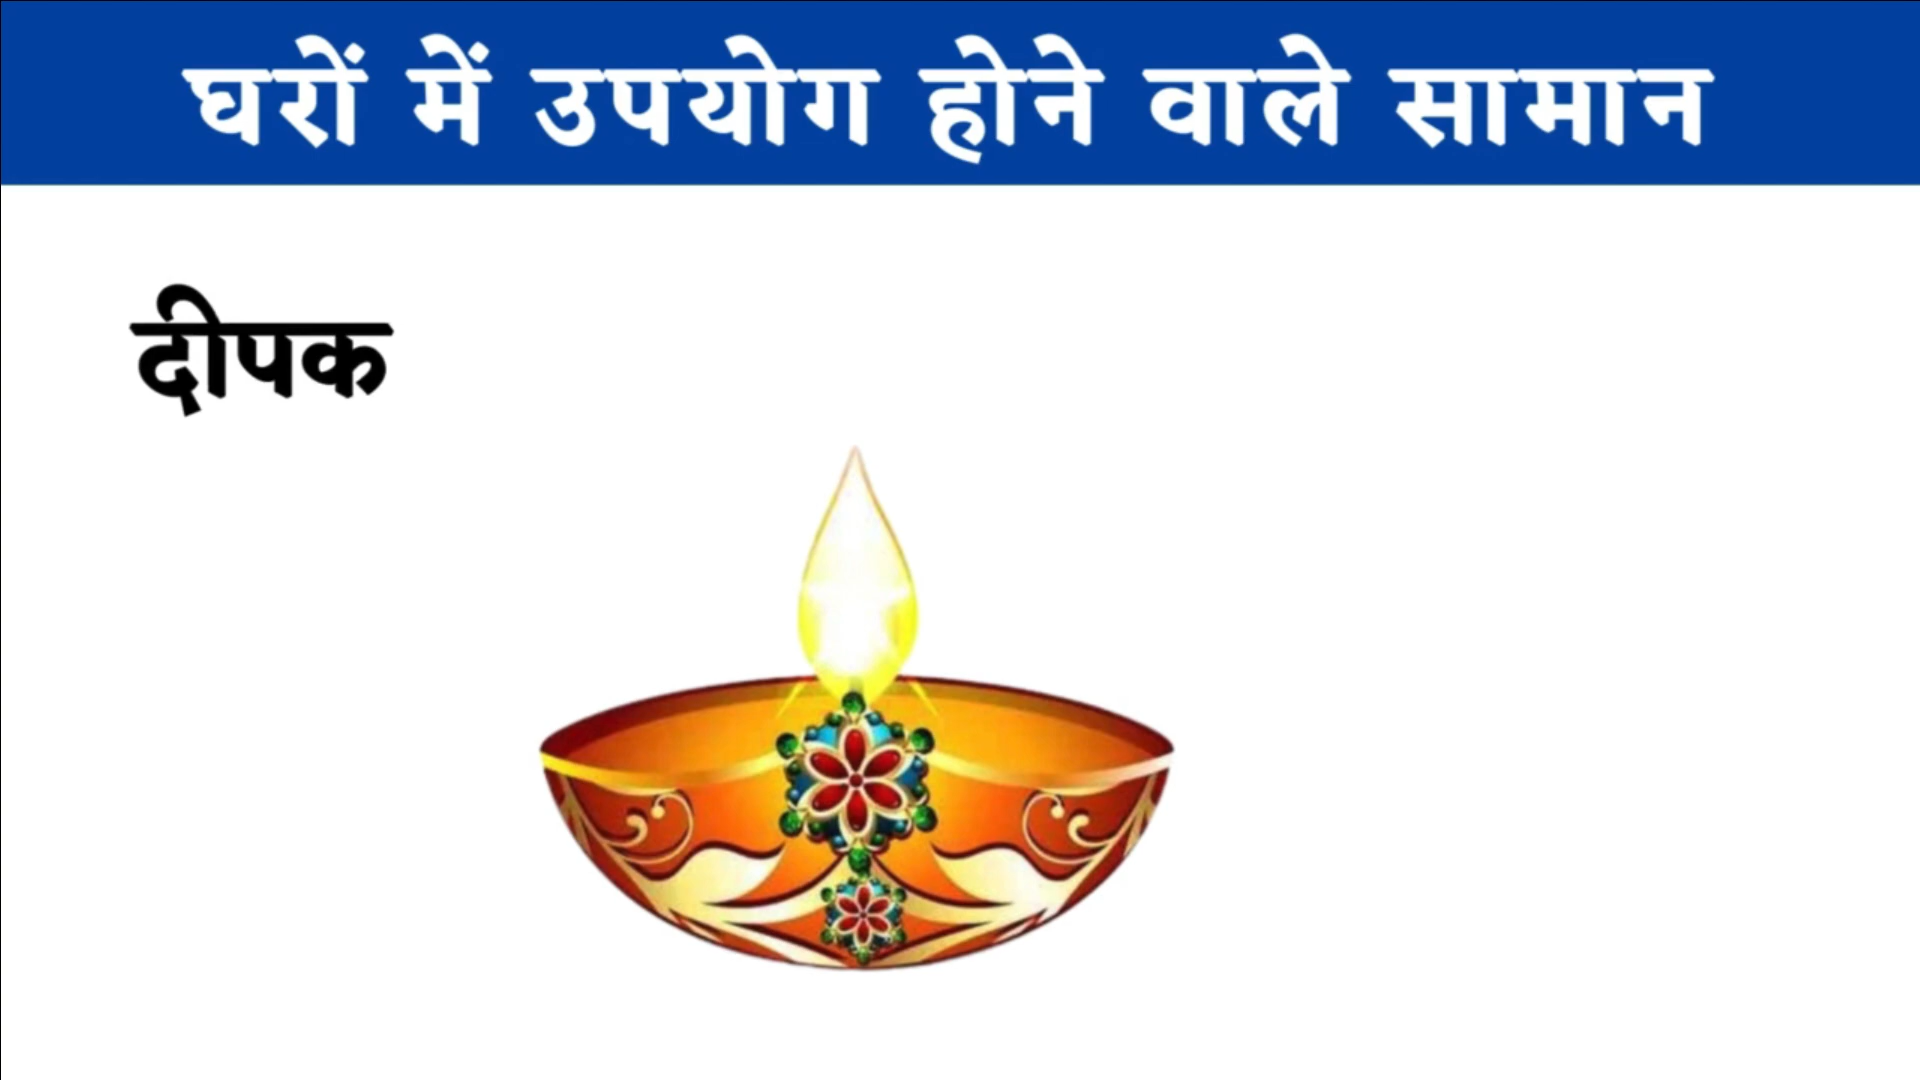 घरों में उपयोग होने वाले सामान
दीपक